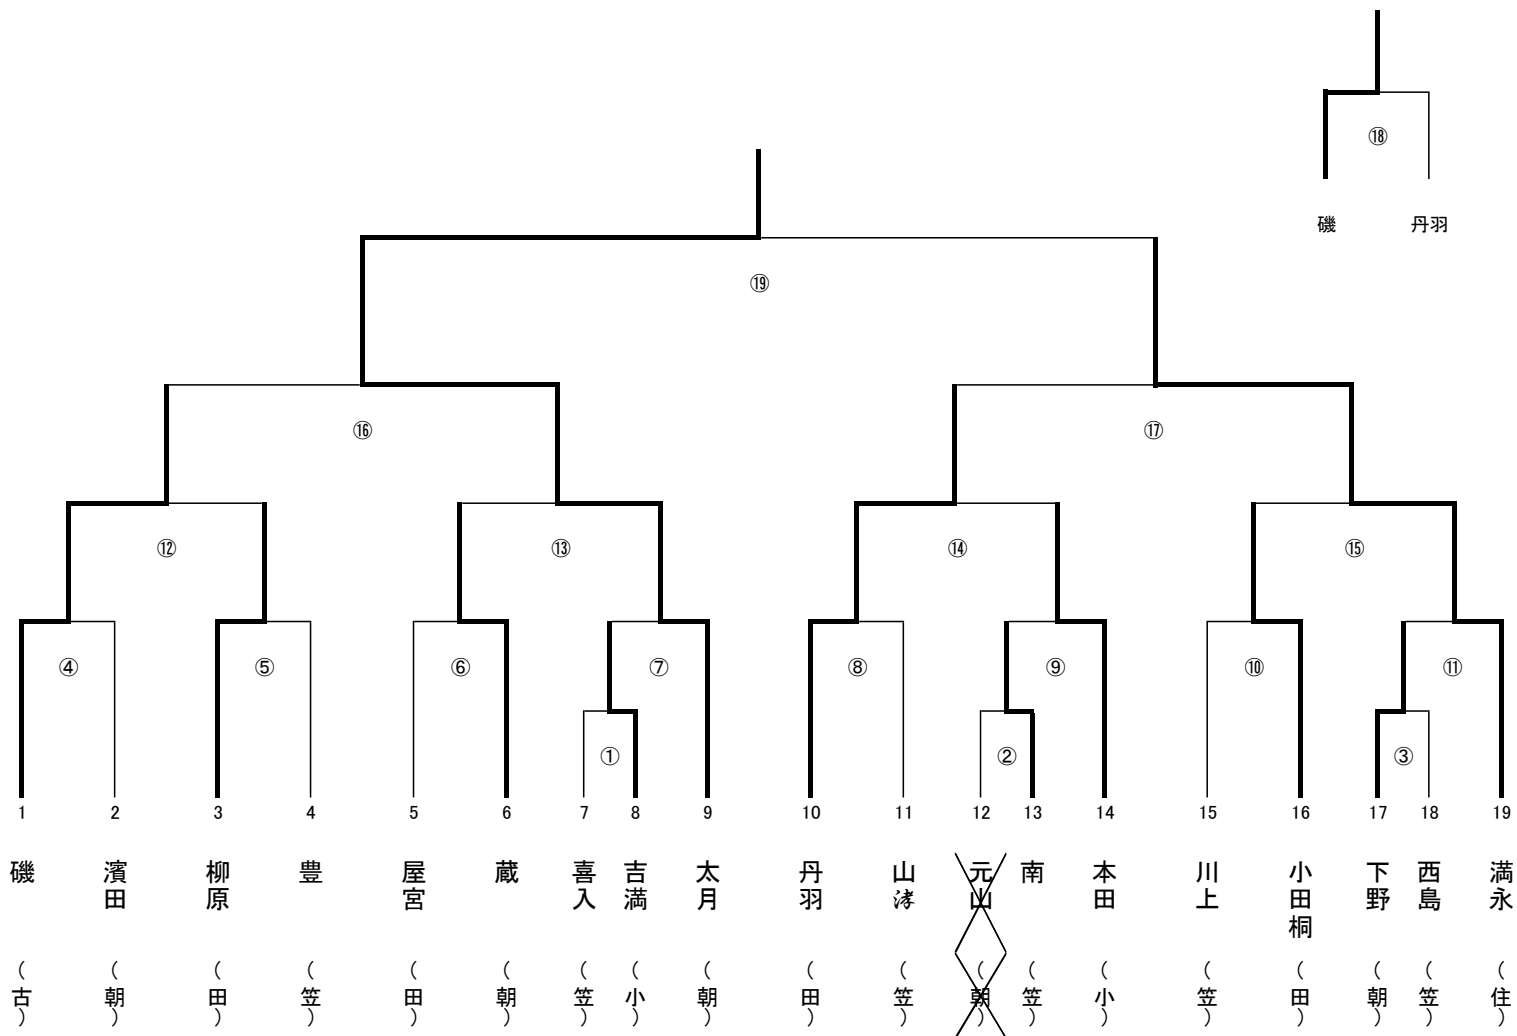 ⑱
磯 丹羽
⑲
⑯ ⑰
⑫ ⑬ ⑭ ⑮
④ ⑤ ⑥ ⑦ ⑧ ⑨ ⑩ ⑪
① ② ③
1 2 3 4 5 6 7 8 9 10 11 12 13 14 15 16 17 18 19
磯
濱田
柳原
豊
屋宮
蔵
喜入
吉満
太月
丹羽
山
元山
南
本田
川上
小田桐
下野
西島
満永
(古)
(朝)
(田)
(笠)
(田)
(朝)
(笠)
(小)
(朝)
(田)
(笠)
(朝)
(笠)
(小)
(笠)
(田)
(朝)
(笠)
(住)